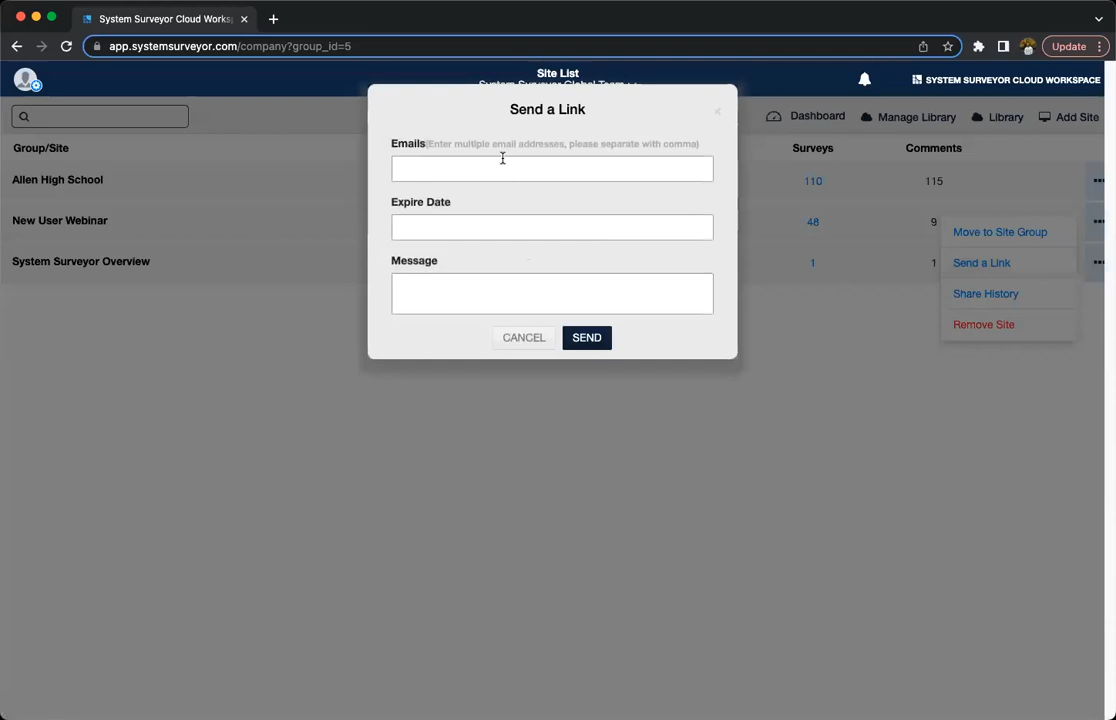 System Surveyor Cloud Works
app.systemsurveyor.com/company?group_id=5
Update
Site List
System Surveyor Global Team
SYSTEM SURVEYOR CLOUD WORKSPACE
Dashboard
Manage Library
Library
Add Site
Group/Site
Surveys
Comments
Allen High School
110
115
New User Webinar
48
9
System Surveyor Overview
1
1
Move to Site Group
Send a Link
Share History
Remove Site
Send a Link
Emails(Enter multiple email addresses, please separate with comma)
Expire Date
Message
CANCEL
SEND